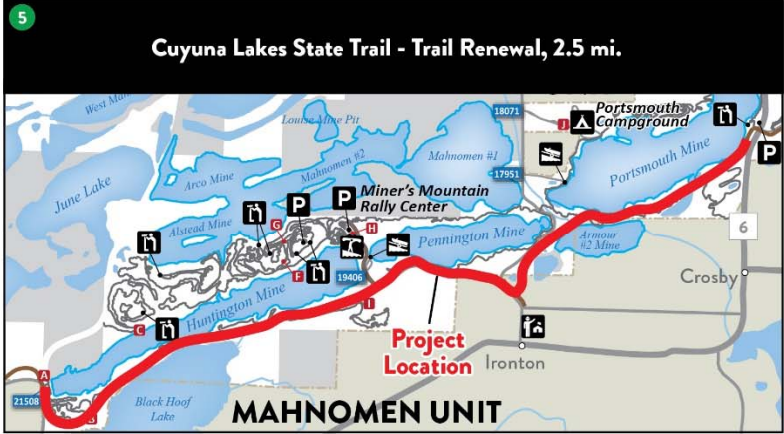 5
Cuyuna Lakes State Trail - Trail Renewal, 2.5 mi.
West Ma
Louise Mine Pit
18071
J
Portsmouth
Campground
P
Mahnomen #2
Mahnomen #1
Arco Mine
June Lake
17951
Portsmouth Mine
P
P
Miner's Mountain
Rally Center
Alstead Mine
G
H
Pennington Mine
Armour
#2 Mine
6
F
19406
Crosby
Huntington Mine
I
C
Project
Location
Ironton
A
21508
B
Black Hoof
Lake
MAHNOMEN UNIT